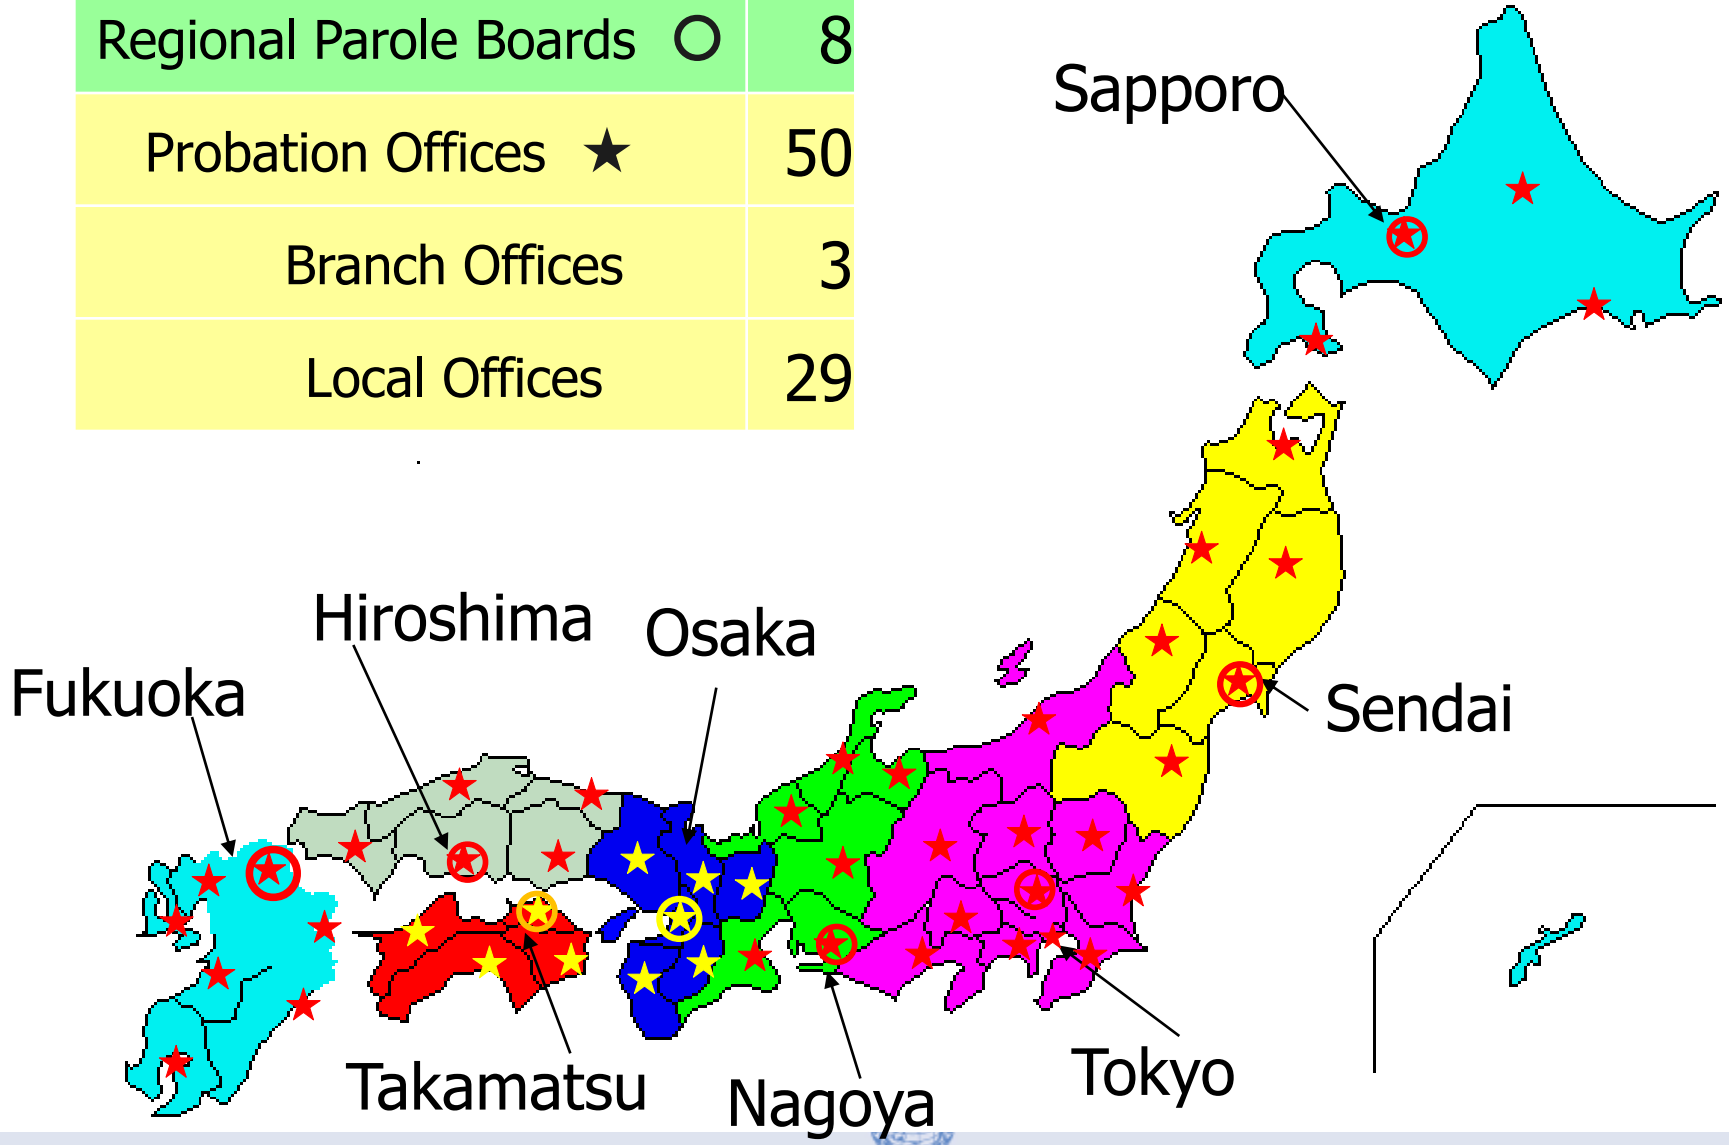 Regional Parole Boards ○ 8
Probation Offices ★ 50
Branch Offices 3
Local Offices 29
Sapporo
Hiroshima
Osaka
Fukuoka
Sendai
Takamatsu
Nagoya
Tokyo